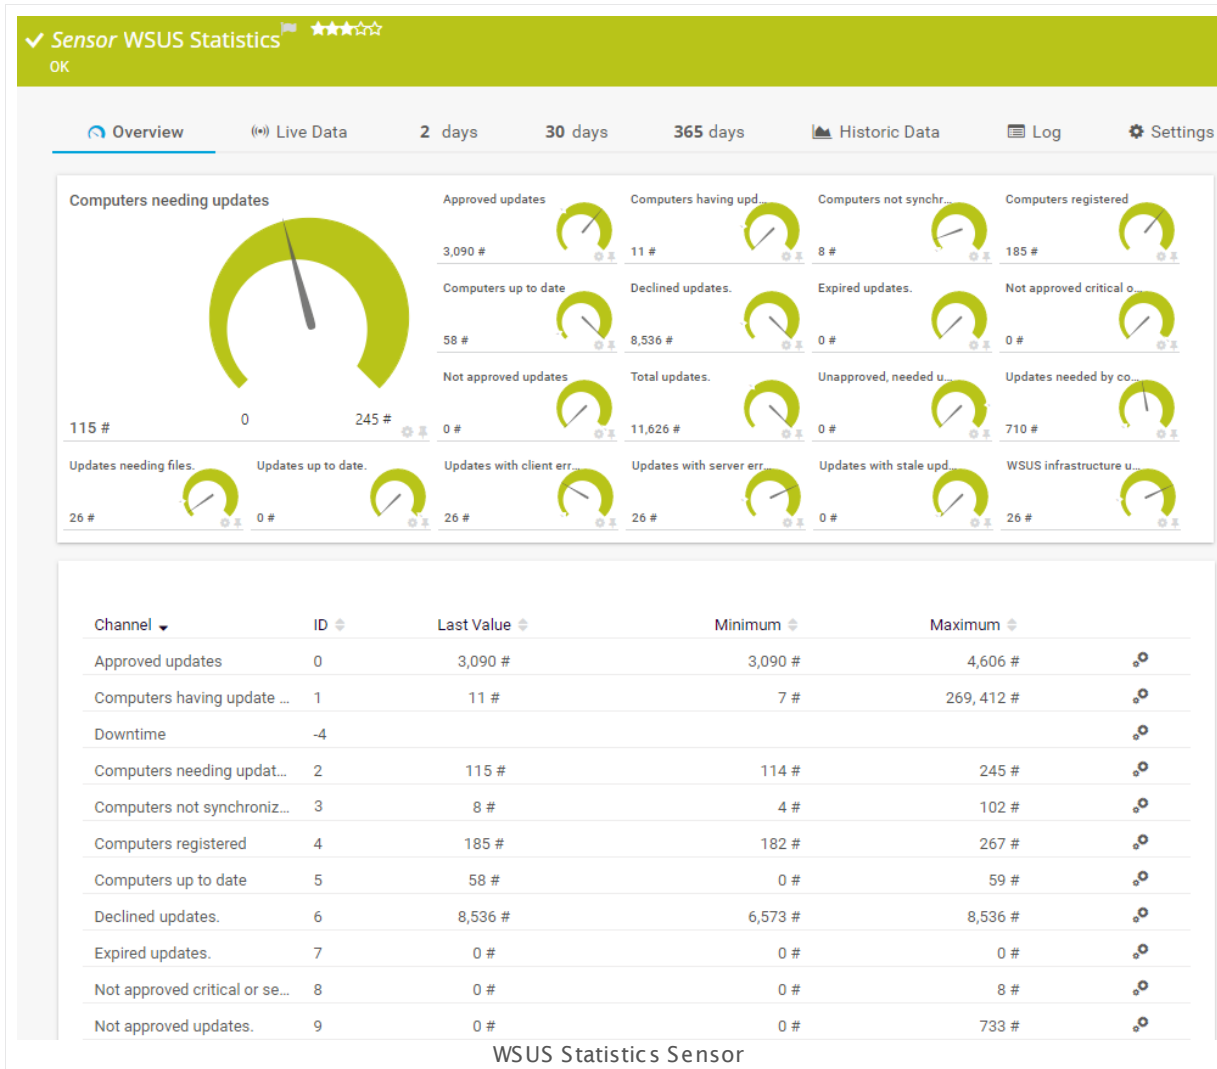 Sensor WSUS Statistics
OK
Overview Live Data 2 days 30 days 365 days Historic Data Log Settings
Computers needing updates
115 #
0
245 #
Approved updates
3,090 #
Computers having upd...
11 #
Computers not synchr...
8 #
Computers registered
185 #
Computers up to date
58 #
Declined updates.
8,536 #
Expired updates.
0 #
Not approved critical o...
0 #
Not approved updates
0 #
Total updates.
11,626 #
Unapproved, needed u...
0 #
Updates needed by co...
710 #
Updates needing files.
26 #
Updates up to date.
0 #
Updates with client err...
26 #
Updates with server err...
26 #
Updates with stale upd...
0 #
WSUS infrastructure u...
26 #
Channel ID Last Value Minimum Maximum
Approved updates 0 3,090 # 3,090 # 4,606 #
Computers having update ... 1 11 # 7 # 269, 412 #
Downtime -4
Computers needing updat... 2 115 # 114 # 245 #
Computers not synchroniz... 3 8 # 4 # 102 #
Computers registered 4 185 # 182 # 267 #
Computers up to date 5 58 # 0 # 59 #
Declined updates. 6 8,536 # 6,573 # 8,536 #
Expired updates. 7 0 # 0 # 0 #
Not approved critical or se... 8 0 # 0 # 8 #
Not approved updates. 9 0 # 0 # 733 #
WSUS Statistics Sensor